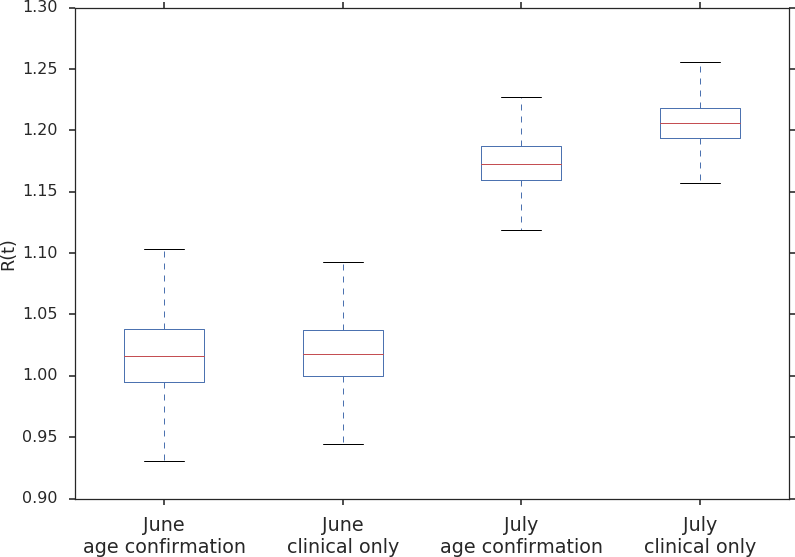 1.30
1.25
1.20
1.15
1.10
1.05
1.00
0.95
0.90
R(t)
June
age confirmation
June
clinical only
July
age confirmation
July
clinical only